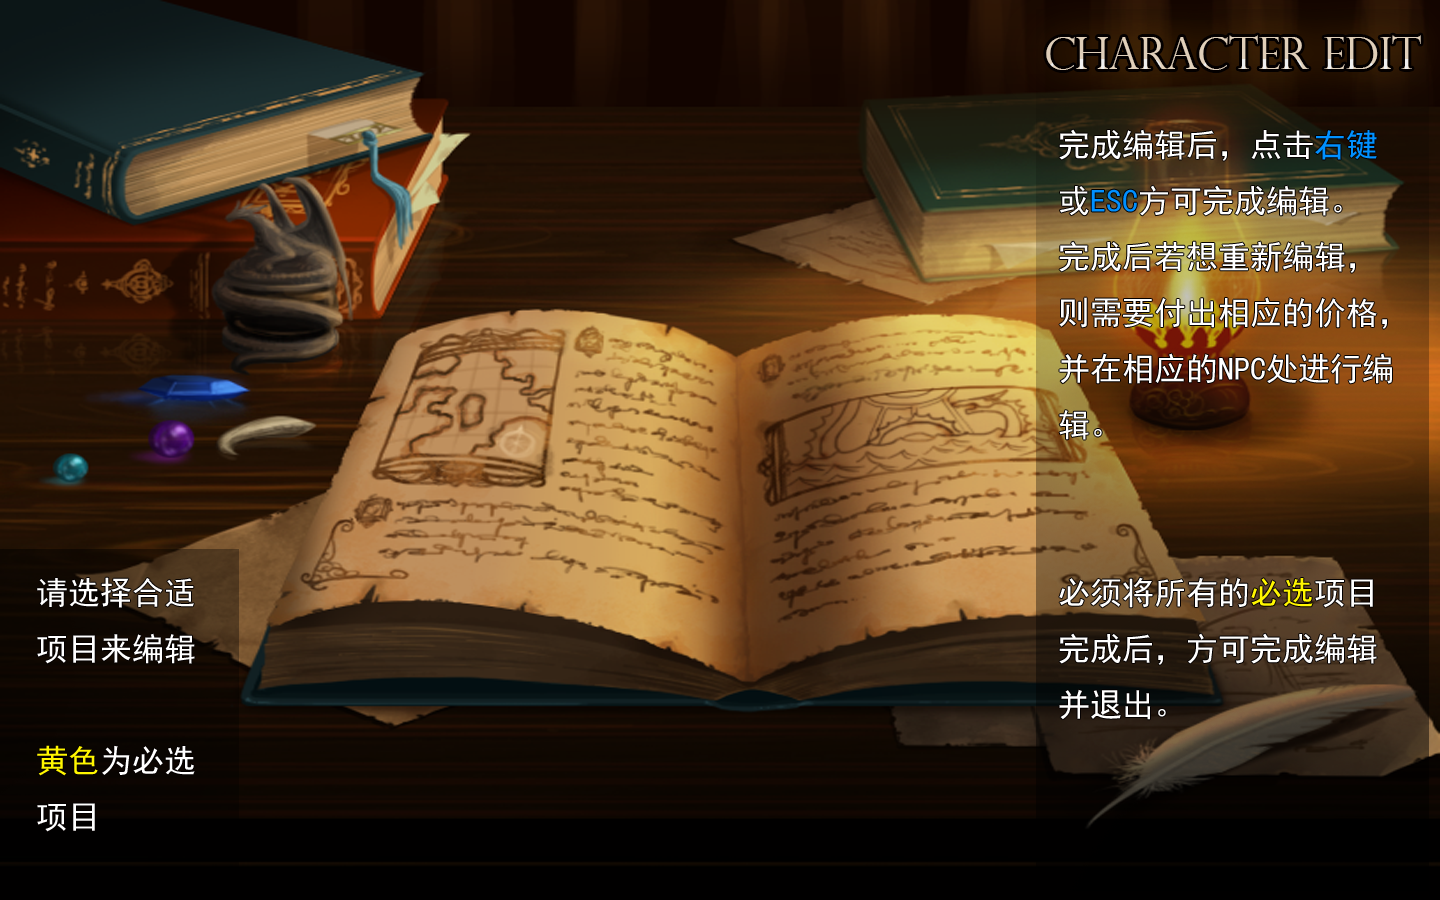 CHARACTER EDIT
完成编辑后，点击右键
或ESC方可完成编辑。
完成后若想重新编辑，
则需要付出相应的价格，
并在相应的NPC处进行编
辑。
必须将所有的必选项目
完成后，方可完成编辑
并退出。
请选择合适
项目来编辑
黄色为必选
项目